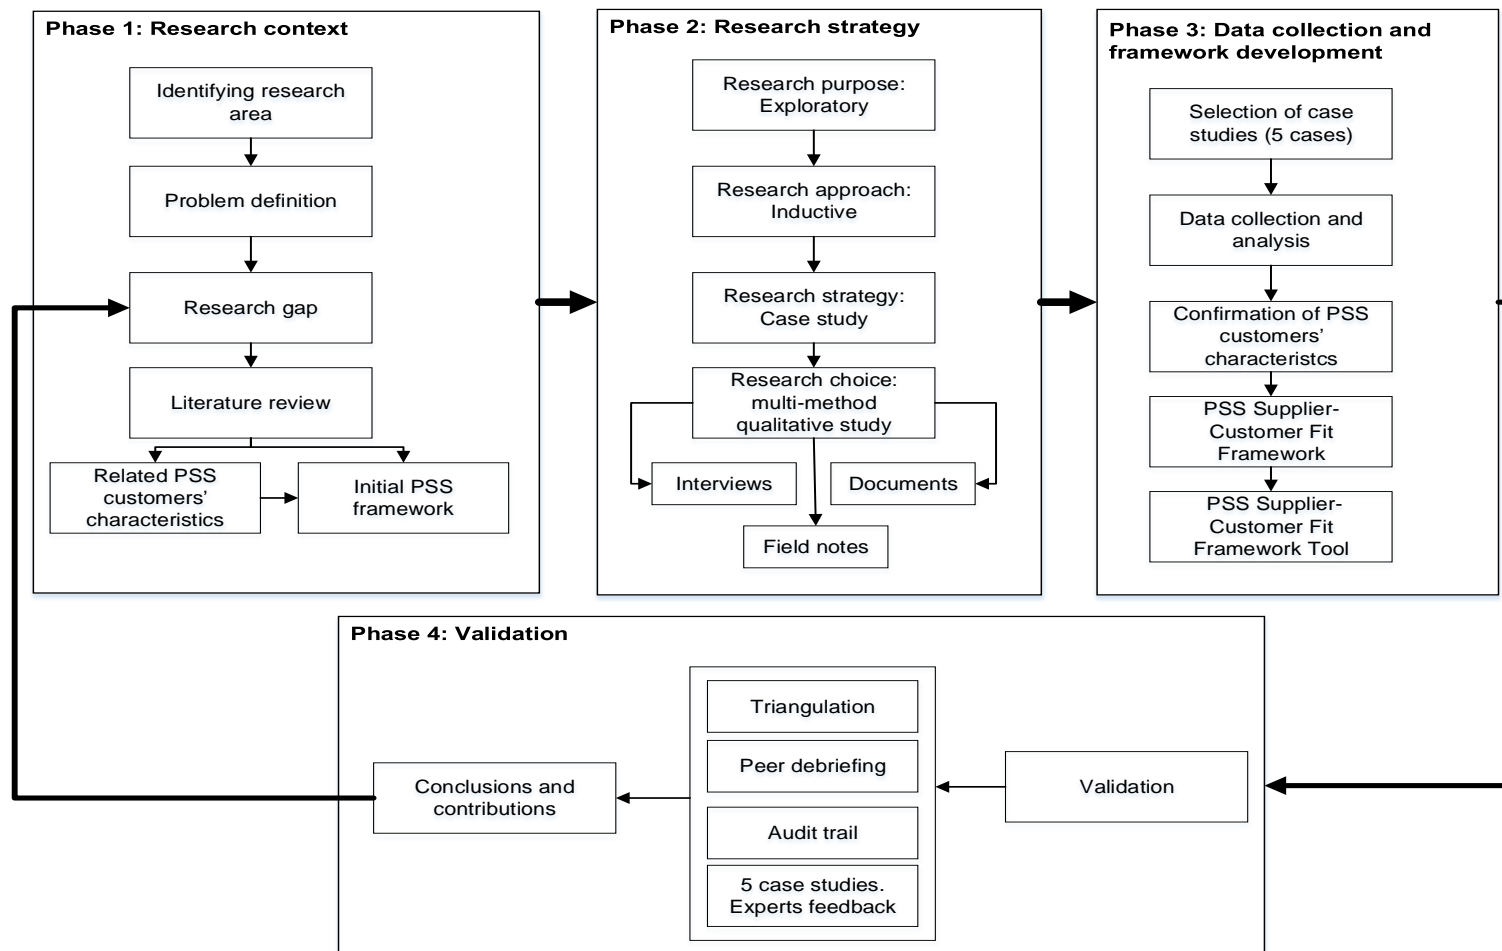 Phase 1: Research context
Identifying research
area
Problem definition
Research gap
Literature review
Related PSS
customers’
characteristics
Initial PSS
framework
Phase 2: Research strategy
Research purpose:
Exploratory
Research approach:
Inductive
Research strategy:
Case study
Research choice:
multi-method
qualitative study
Interviews
Documents
Field notes
Phase 3: Data collection and
framework development
Selection of case
studies (5 cases)
Data collection and
analysis
Confirmation of PSS
customers’
characteristcs
PSS Supplier-
Customer Fit
Framework
PSS Supplier-
Customer Fit
Framework Tool
Phase 4: Validation
Validation
Triangulation
Peer debriefing
Audit trail
5 case studies.
Experts feedback
Conclusions and
contributions